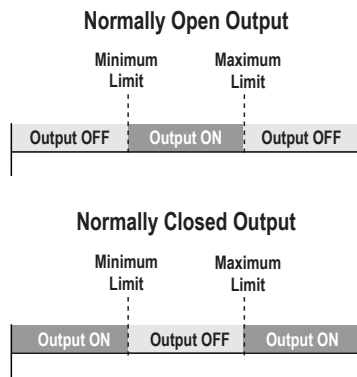 Normally Open Output
Minimum Limit
Maximum Limit
Output OFF
Output ON
Output OFF
Normally Closed Output
Minimum Limit
Maximum Limit
Output ON
Output OFF
Output ON